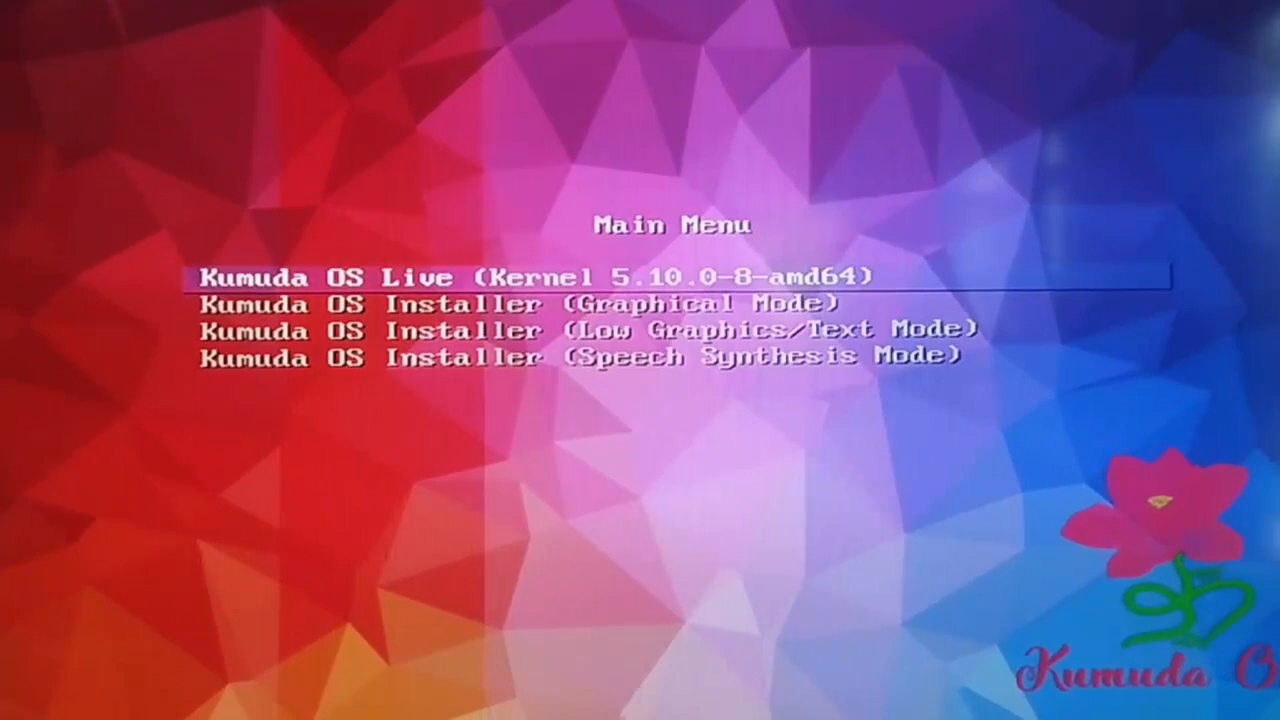 Main Menu
Kumuda OS Live (Kernel 5.10.0-8-amd64)
Kumuda OS Installer (Graphical Mode)
Kumuda OS Installer (Low Graphics/Text Mode)
Kumuda OS Installer (Speech Synthesis Mode)
Kumuda